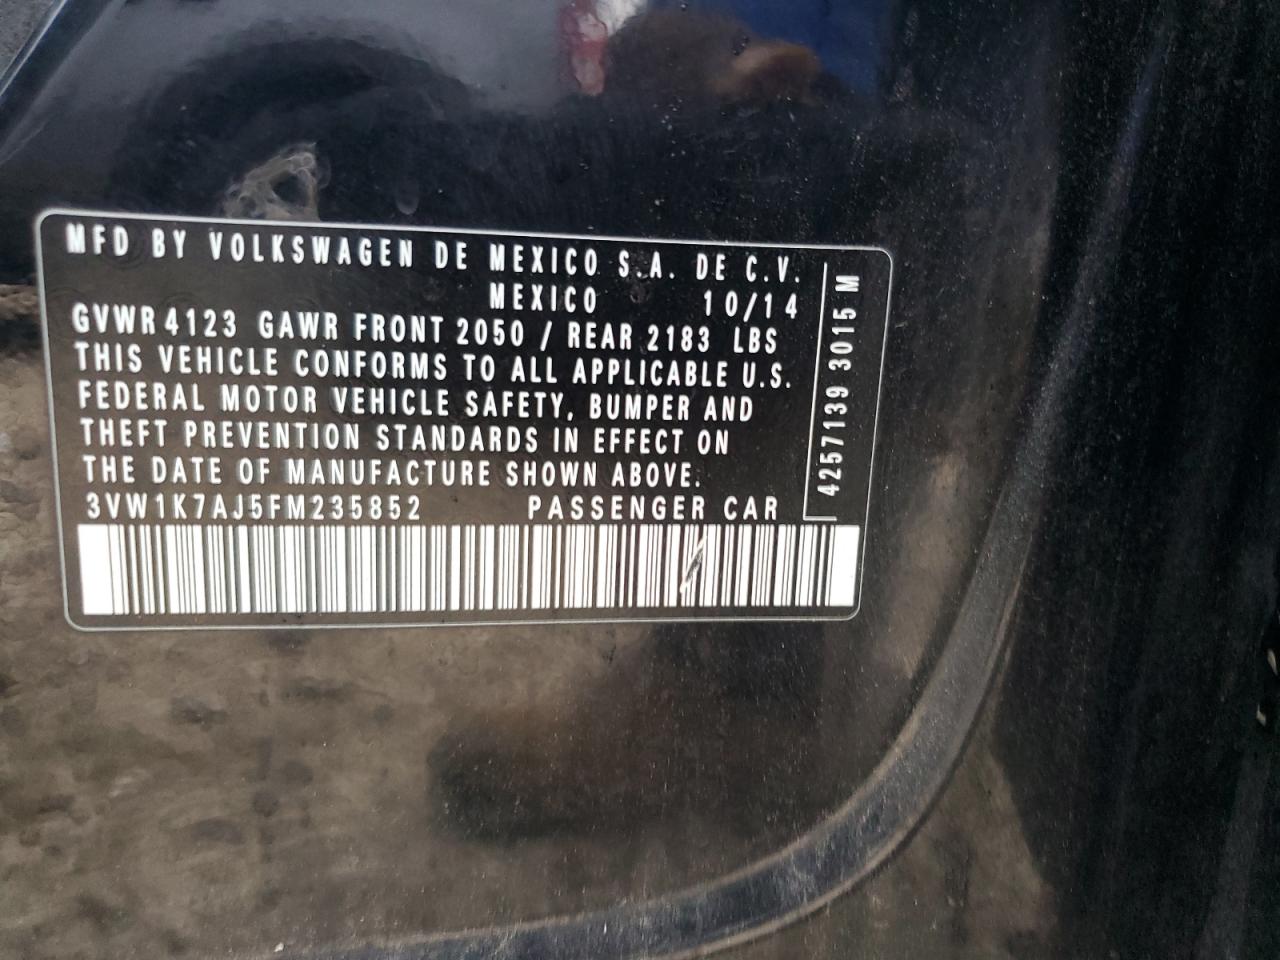 MFD BY VOLKSWAGEN DE MEXICO S.A. DE C.V.
MEXICO 10/14
GVWR 4123 GAWR FRONT 2050 / REAR 2183 LBS
THIS VEHICLE CONFORMS TO ALL APPLICABLE U.S.
FEDERAL MOTOR VEHICLE SAFETY, BUMPER AND
THEFT PREVENTION STANDARDS IN EFFECT ON
THE DATE OF MANUFACTURE SHOWN ABOVE.
3VW1K7AJ5FM235852 PASSENGER CAR
4257139 3015 M